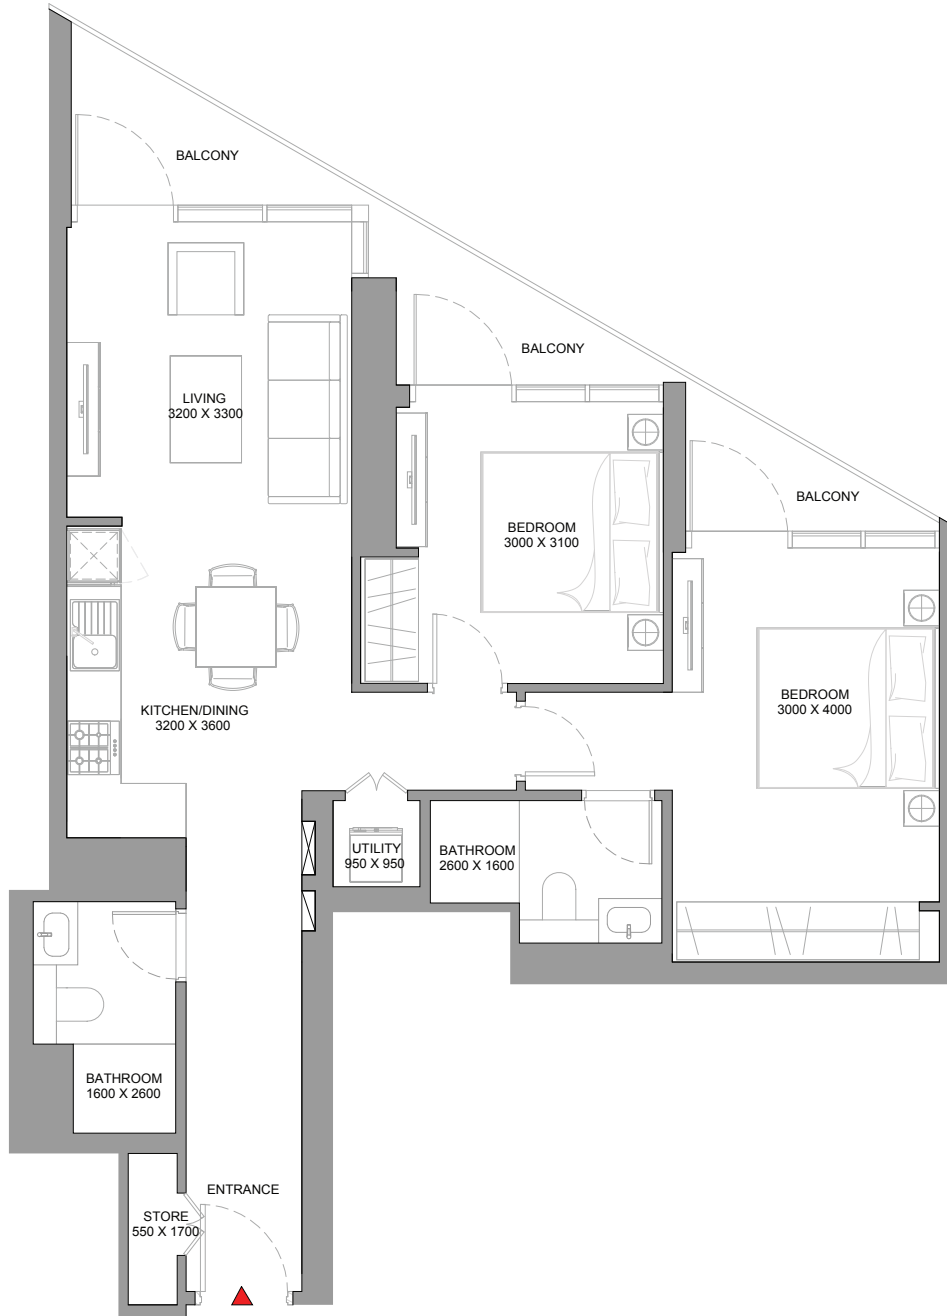 BALCONY
BALCONY
LIVING
3200 X 3300
BALCONY
BEDROOM
3000 X 3100
BEDROOM
3000 X 4000
KITCHEN/DINING
3200 X 3600
UTILITY
950 X 950
BATHROOM
2600 X 1600
BATHROOM
1600 X 2600
ENTRANCE
STORE
550 X 1700